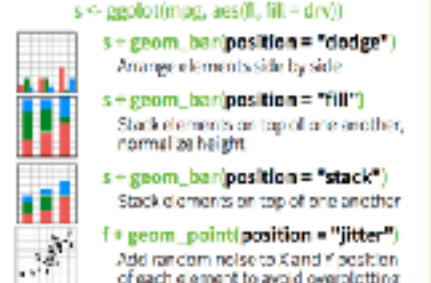 s <- ggplot(mpg, aes(fl, fill = drv))
s + geom_bar(position = "dodge")
Arrange elements side by side
s + geom_bar(position = "fill")
Stack elements on top of one another,
normalize height
s + geom_bar(position = "stack")
Stack elements on top of one another
f + geom_point(position = "jitter")
Add random noise to X and Y position
of each element to avoid overplotting